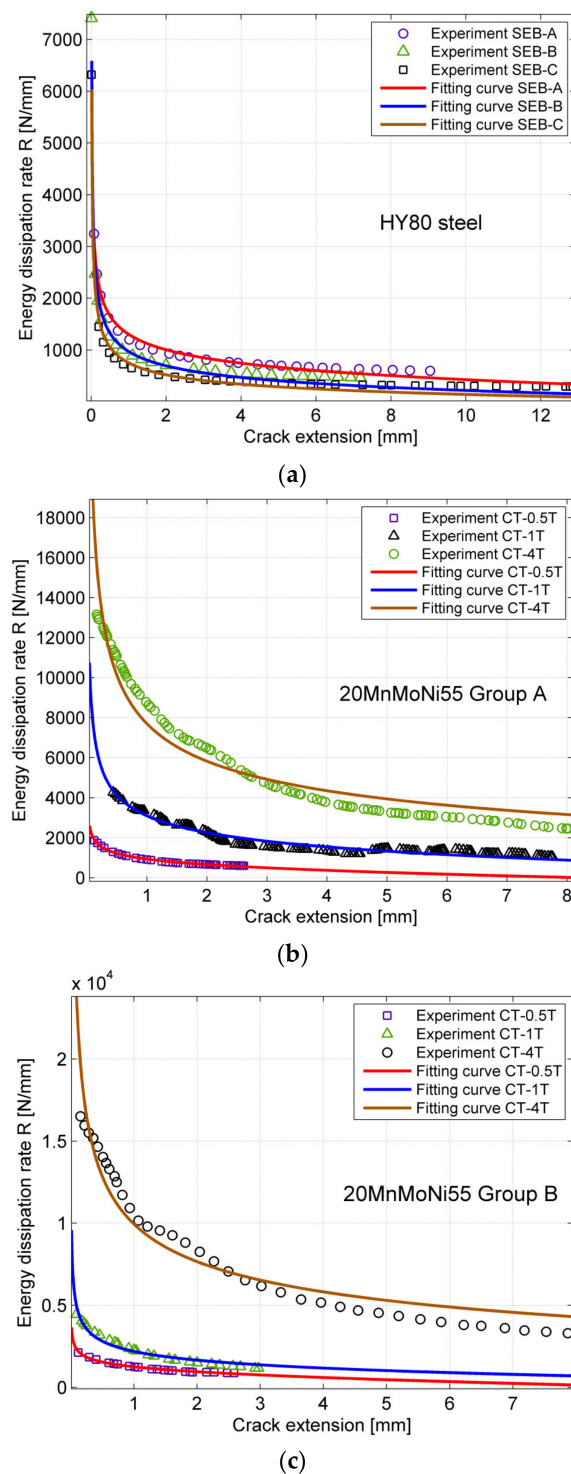 7000
6000
5000
4000
3000
2000
1000
Energy dissipation rate R [N/mm]
Experiment SEB-A
Experiment SEB-B
Experiment SEB-C
Fitting curve SEB-A
Fitting curve SEB-B
Fitting curve SEB-C
HY80 steel
0 2 4 6 8 10 12
Crack extension [mm]
(a)
18000
16000
14000
12000
10000
8000
6000
4000
2000
0
Energy dissipation rate R [N/mm]
Experiment CT-0.5T
Experiment CT-1T
Experiment CT-4T
Fitting curve CT-0.5T
Fitting curve CT-1T
Fitting curve CT-4T
20MnMoNi55 Group A
1 2 3 4 5 6 7 8
Crack extension [mm]
(b)
x 10^4
2
1.5
1
0.5
0
Energy dissipation rate R [N/mm]
Experiment CT-0.5T
Experiment CT-1T
Experiment CT-4T
Fitting curve CT-0.5T
Fitting curve CT-1T
Fitting curve CT-4T
20MnMoNi55 Group B
1 2 3 4 5 6 7
Crack extension [mm]
(c)